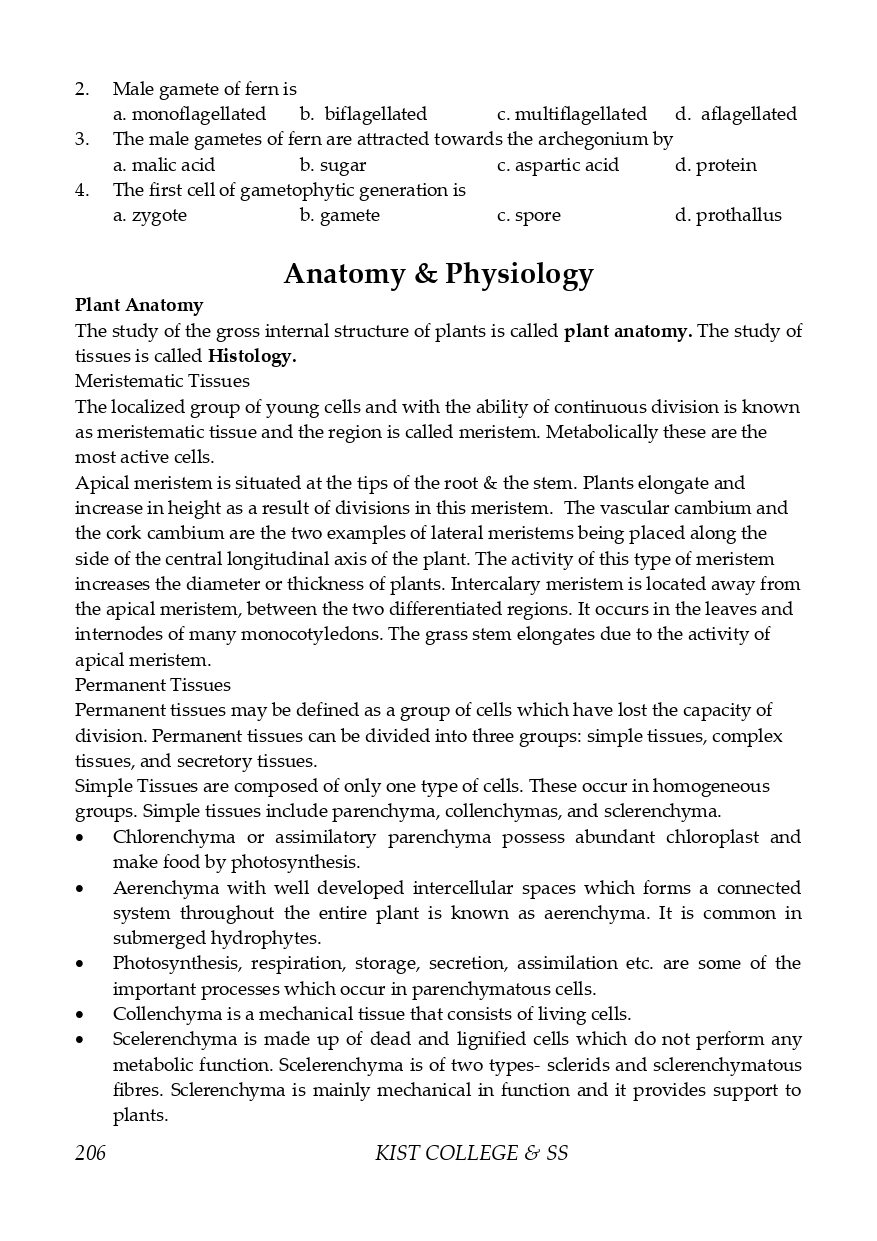 2. Male gamete of fern is
a. monoflagellated b. biflagellated c. multiflagellated d. aflagellated
3. The male gametes of fern are attracted towards the archegonium by
a. malic acid b. sugar c. aspartic acid d. protein
4. The first cell of gametophytic generation is
a. zygote b. gamete c. spore d. prothallus
Anatomy & Physiology
Plant Anatomy
The study of the gross internal structure of plants is called plant anatomy. The study of
tissues is called Histology.
Meristematic Tissues
The localized group of young cells and with the ability of continuous division is known
as meristematic tissue and the region is called meristem. Metabolically these are the
most active cells.
Apical meristem is situated at the tips of the root & the stem. Plants elongate and
increase in height as a result of divisions in this meristem. The vascular cambium and
the cork cambium are the two examples of lateral meristems being placed along the
side of the central longitudinal axis of the plant. The activity of this type of meristem
increases the diameter or thickness of plants. Intercalary meristem is located away from
the apical meristem, between the two differentiated regions. It occurs in the leaves and
internodes of many monocotyledons. The grass stem elongates due to the activity of
apical meristem.
Permanent Tissues
Permanent tissues may be defined as a group of cells which have lost the capacity of
division. Permanent tissues can be divided into three groups: simple tissues, complex
tissues, and secretory tissues.
Simple Tissues are composed of only one type of cells. These occur in homogeneous
groups. Simple tissues include parenchyma, collenchymas, and sclerenchyma.
• Chlorenchyma or assimilatory parenchyma possess abundant chloroplast and
make food by photosynthesis.
• Aerenchyma with well developed intercellular spaces which forms a connected
system throughout the entire plant is known as aerenchyma. It is common in
submerged hydrophytes.
• Photosynthesis, respiration, storage, secretion, assimilation etc. are some of the
important processes which occur in parenchymatous cells.
• Collenchyma is a mechanical tissue that consists of living cells.
• Scelerenchyma is made up of dead and lignified cells which do not perform any
metabolic function. Scelerenchyma is of two types- sclerids and sclerenchymatous
fibres. Sclerenchyma is mainly mechanical in function and it provides support to
plants.
206 KIST COLLEGE & SS